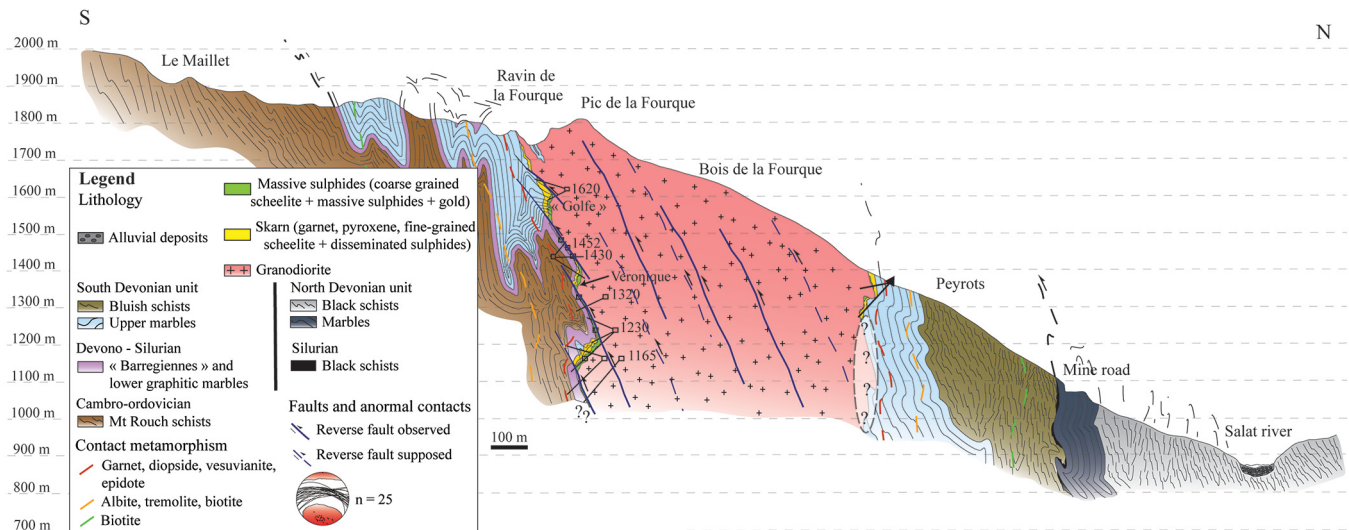 S
N
2000 m
1900 m
1800 m
1700 m
1600 m
1500 m
1400 m
1300 m
1200 m
1100 m
1000 m
900 m
800 m
700 m
Le Maillet
Ravin de
la Fourque
Pic de la Fourque
Bois de la Fourque
Peyrots
Mine road
Salat river
1620
« Golfe »
1452
1430
Véronique
1320
1230
1165
? ?
?
?
?
?
100 m
Legend
Lithology
Alluvial deposits
Massive sulphides (coarse grained
scheelite + massive sulphides + gold)
Skarn (garnet, pyroxene, fine-grained
scheelite + disseminated sulphides)
Granodiorite
South Devonian unit
Bluish schists
Upper marbles
Devono - Silurian
« Barregiennes » and
lower graphitic marbles
Cambro-ordovician
Mt Rouch schists
Contact metamorphism
Garnet, diopside, vesuvianite,
epidote
Albite, tremolite, biotite
Biotite
North Devonian unit
Black schists
Marbles
Silurian
Black schists
Faults and anormal contacts
Reverse fault observed
Reverse fault supposed
n = 25